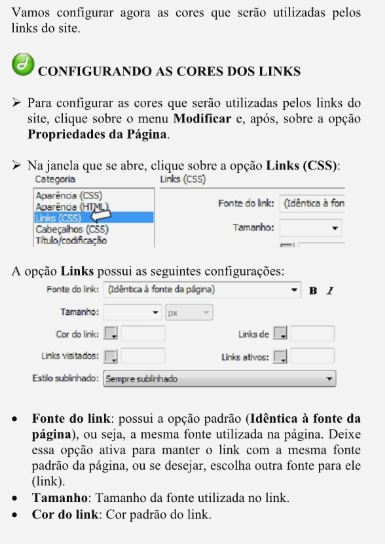 Vamos configurar agora as cores que serão utilizadas pelos
links do site.
CONFIGURANDO AS CORES DOS LINKS
➢ Para configurar as cores que serão utilizadas pelos links do
site, clique sobre o menu Modificar e, após, sobre a opção
Propriedades da Página.
➢ Na janela que se abre, clique sobre a opção Links (CSS):
Categoria
Links (CSS)
Aparência (CSS)
Aparência (HTML)
Links (CSS)
Cabeçalhos (CSS)
Título/codificação
Fonte do link: (Idêntica à fon
Tamanho:
A opção Links possui as seguintes configurações:
Fonte do link: (Idêntica à fonte da página) B I
Tamanho: px
Cor do link: Links de
Links visitados: Links ativos:
Estilo sublinhado: Sempre sublinhado
• Fonte do link: possui a opção padrão (Idêntica à fonte da
página), ou seja, a mesma fonte utilizada na página. Deixe
essa opção ativa para manter o link com a mesma fonte
padrão da página, ou se desejar, escolha outra fonte para ele
(link).
• Tamanho: Tamanho da fonte utilizada no link.
• Cor do link: Cor padrão do link.